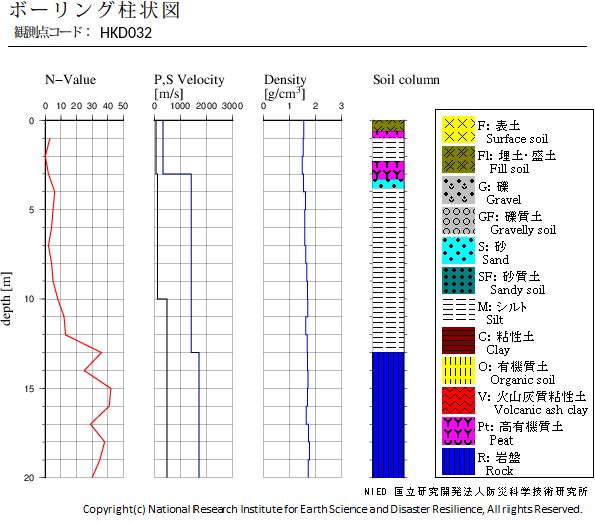 ボーリング柱状図
観測点コード： HKD032
N−Value
P,S Velocity
[m/s]
Density
[g/cm3]
Soil column
0 10 20 30 40 50
0 1000 2000 3000
0 1 2 3
0
5
10
15
20
depth [m]
F: 表土
Surface soil
Fl: 埋土・盛土
Fill soil
G: 礫
Gravel
GF: 礫質土
Gravelly soil
S: 砂
Sand
SF: 砂質土
Sandy soil
M: シルト
Silt
C: 粘性土
Clay
O: 有機質土
Organic soil
V: 火山灰質粘性土
Volcanic ash clay
Pt: 高有機質土
Peat
R: 岩盤
Rock
NIED 国立研究開発法人防災科学技術研究所
Copyright(c) National Research Institute for Earth Science and Disaster Resilience, All rights Reserved.